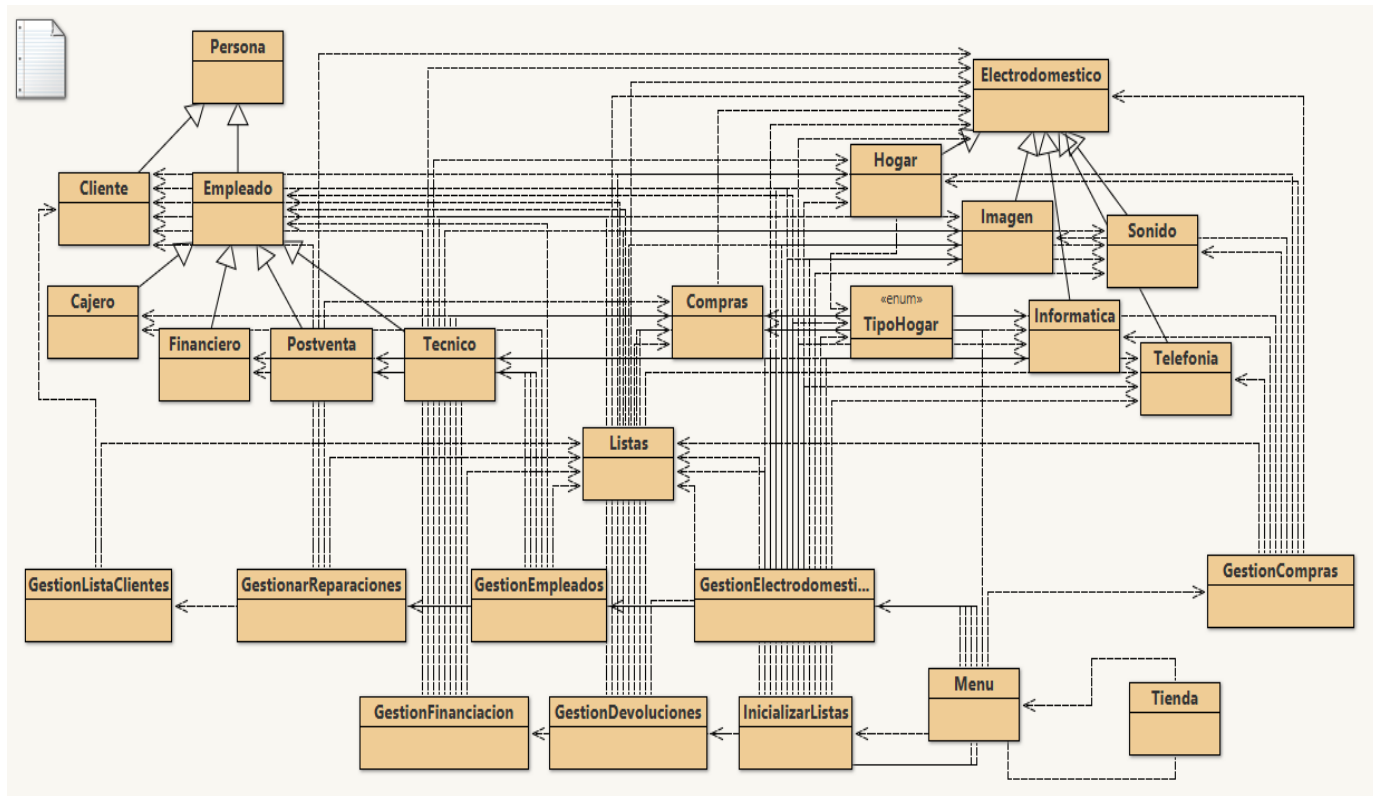 Persona
Electrodomestico
Hogar
Cliente
Empleado
Imagen
Sonido
Cajero
Compras
«enum»
TipoHogar
Informatica
Financiero
Postventa
Tecnico
Telefonia
Listas
GestionListaClientes
GestionarReparaciones
GestionEmpleados
GestionElectrodomesti...
GestionCompras
Menu
Tienda
GestionFinanciacion
GestionDevoluciones
InicializarListas